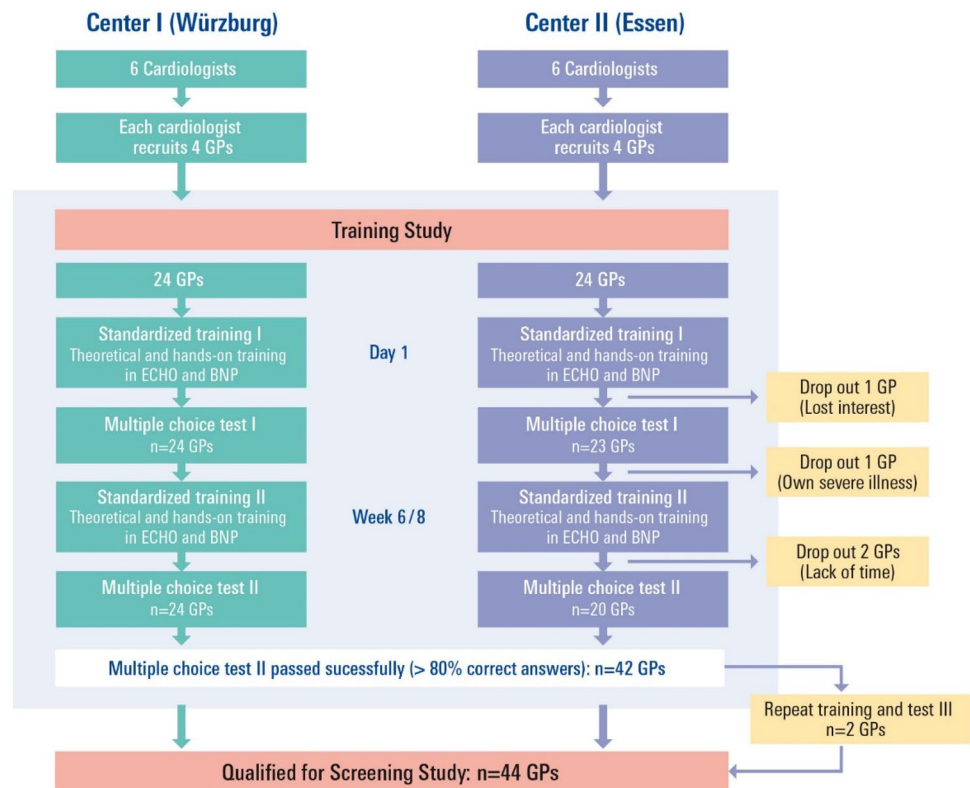 Center I (Würzburg)
Center II (Essen)
6 Cardiologists
6 Cardiologists
Each cardiologist
recruits 4 GPs
Each cardiologist
recruits 4 GPs
Training Study
24 GPs
24 GPs
Standardized training I
Theoretical and hands-on training
in ECHO and BNP
Day 1
Standardized training I
Theoretical and hands-on training
in ECHO and BNP
Drop out 1 GP
(Lost interest)
Multiple choice test I
n=24 GPs
Multiple choice test I
n=23 GPs
Drop out 1 GP
(Own severe illness)
Standardized training II
Theoretical and hands-on training
in ECHO and BNP
Week 6/8
Standardized training II
Theoretical and hands-on training
in ECHO and BNP
Drop out 2 GPs
(Lack of time)
Multiple choice test II
n=24 GPs
Multiple choice test II
n=20 GPs
Multiple choice test II passed sucessfully (> 80% correct answers): n=42 GPs
Repeat training and test III
n=2 GPs
Qualified for Screening Study: n=44 GPs